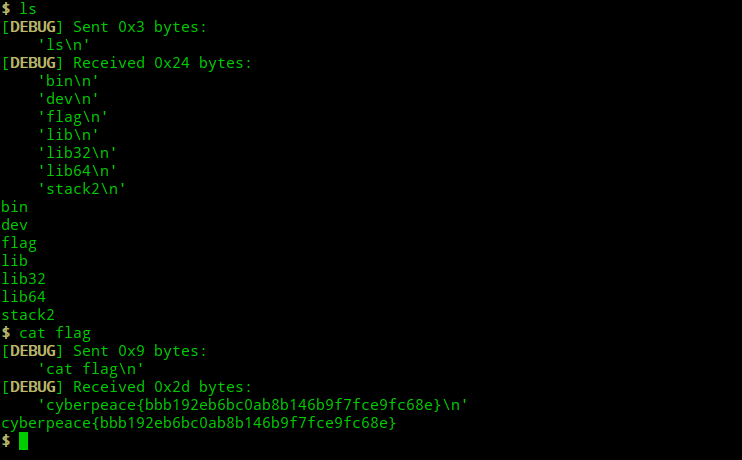 $ ls
[DEBUG] Sent 0x3 bytes:
    'ls\n'
[DEBUG] Received 0x24 bytes:
    'bin\n'
    'dev\n'
    'flag\n'
    'lib\n'
    'lib32\n'
    'lib64\n'
    'stack2\n'
bin
dev
flag
lib
lib32
lib64
stack2
$ cat flag
[DEBUG] Sent 0x9 bytes:
    'cat flag\n'
[DEBUG] Received 0x2d bytes:
    'cyberpeace{bbb192eb6bc0ab8b146b9f7fce9fc68e}\n'
cyberpeace{bbb192eb6bc0ab8b146b9f7fce9fc68e}
$